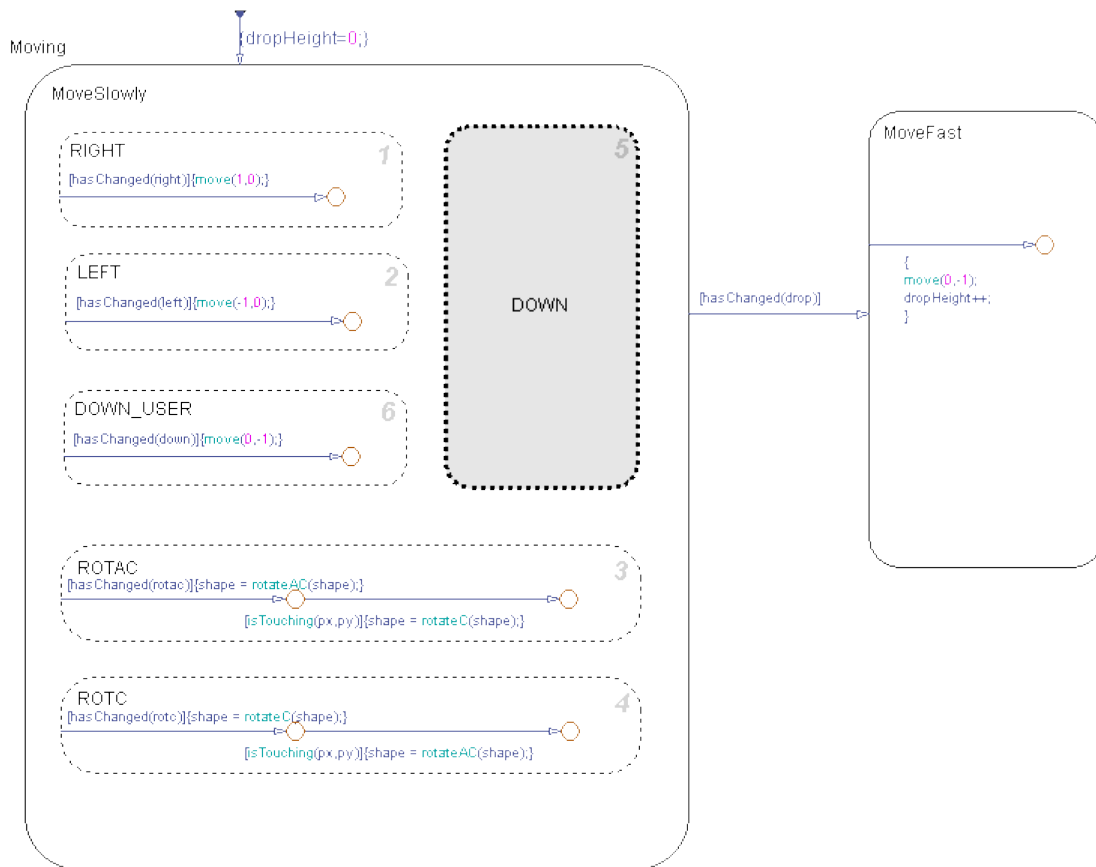 {dropHeight=0;}
Moving
MoveSlowly
RIGHT
1
[hasChanged(right)]{move(1,0);}
LEFT
2
[hasChanged(left)]{move(-1,0);}
DOWN_USER
6
[hasChanged(down)]{move(0,-1);}
5
DOWN
ROTAC
3
[hasChanged(rotac)]{shape = rotateAC(shape);}
[isTouching(px,py)]{shape = rotateC(shape);}
ROTC
4
[hasChanged(rotc)]{shape = rotateC(shape);}
[isTouching(px,py)]{shape = rotateAC(shape);}
[hasChanged(drop)]
MoveFast
{
move(0,-1);
dropHeight++;
}